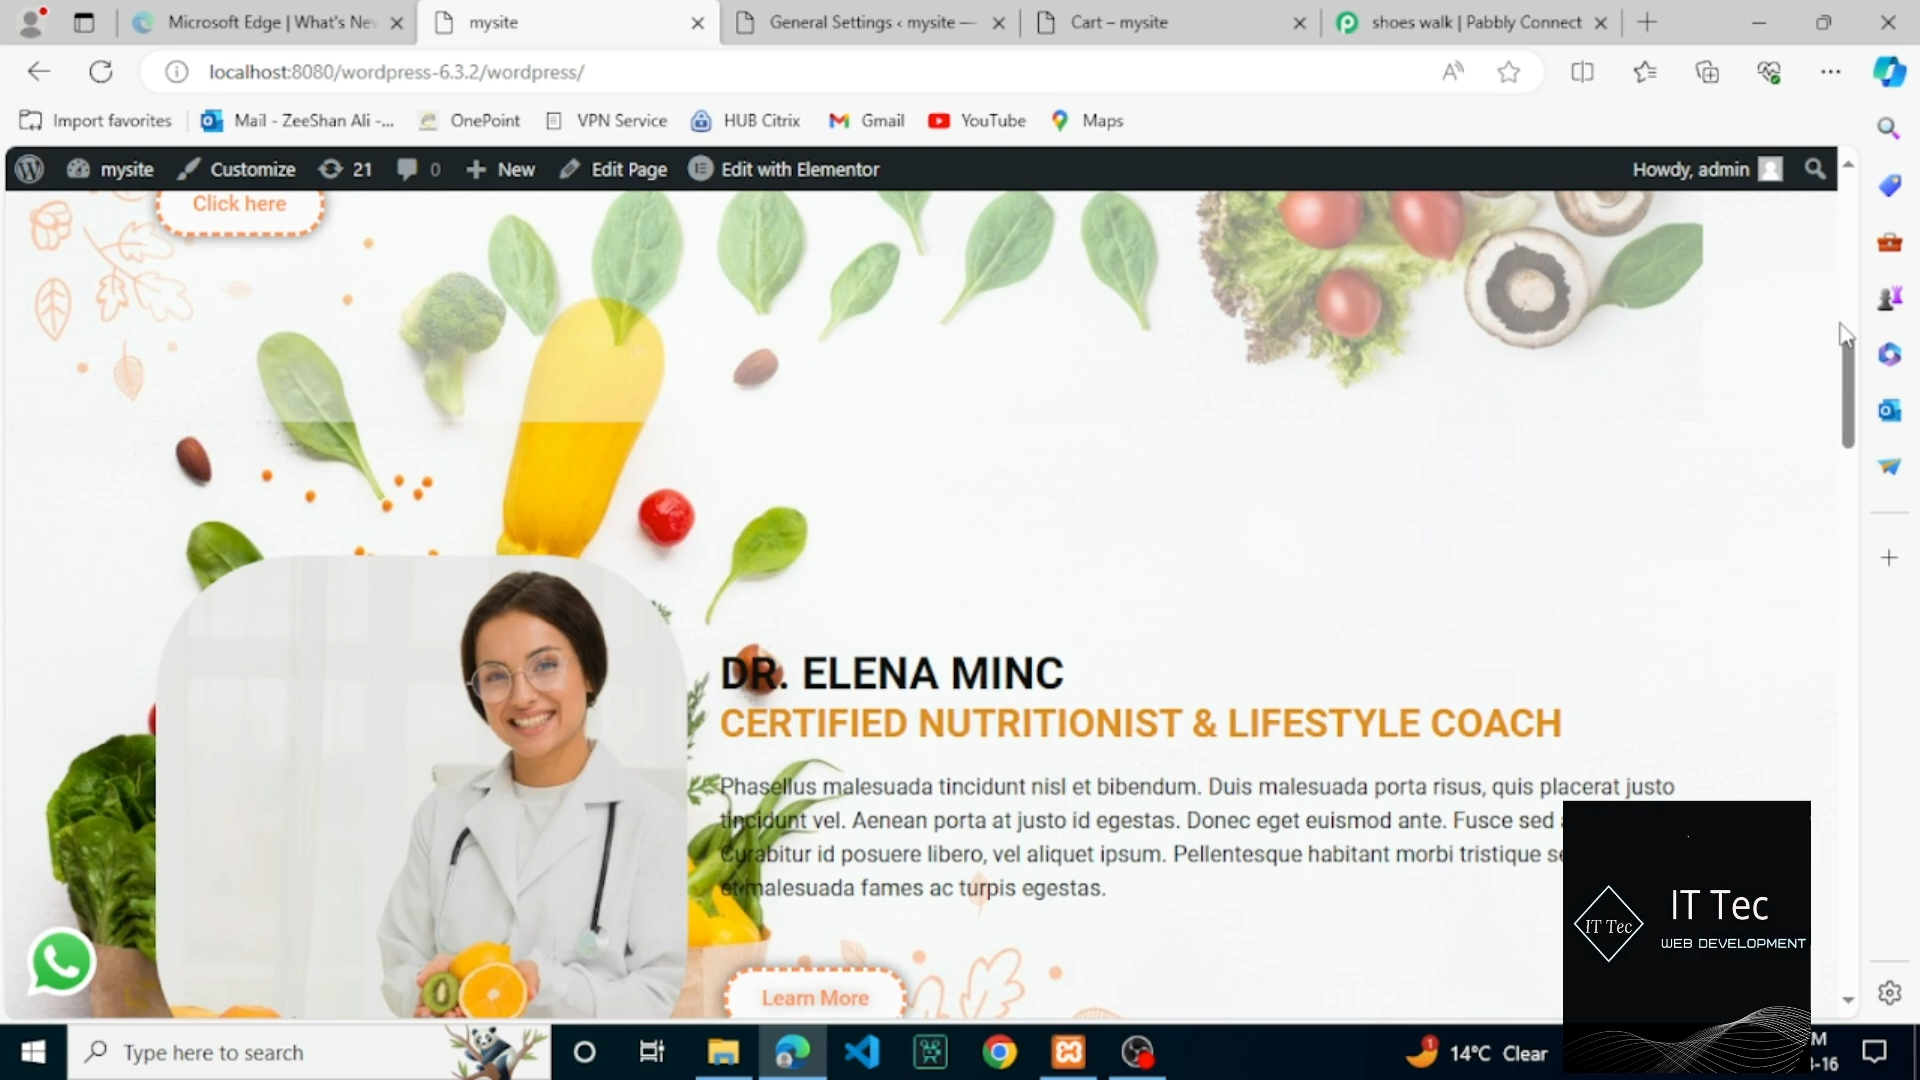 Microsoft Edge | What's Nev
mysite
General Settings ‹ mysite —
Cart – mysite
shoes walk | Pabbly Connect
localhost:8080/wordpress-6.3.2/wordpress/
Import favorites
Mail - ZeeShan Ali -...
OnePoint
VPN Service
HUB Citrix
Gmail
YouTube
Maps
mysite
Customize
21
0
New
Edit Page
Edit with Elementor
Howdy, admin
Click here
DR. ELENA MINC
CERTIFIED NUTRITIONIST & LIFESTYLE COACH
Phasellus malesuada tincidunt nisl et bibendum. Duis malesuada porta risus, quis placerat justo
tincidunt vel. Aenean porta at justo id egestas. Donec eget euismod ante. Fusce sed
Curabitur id posuere libero, vel aliquet ipsum. Pellentesque habitant morbi tristique
et malesuada fames ac turpis egestas.
Learn More
IT Tec
IT Tec
WEB DEVELOPMENT
Type here to search
1
14°C Clear
M
-16